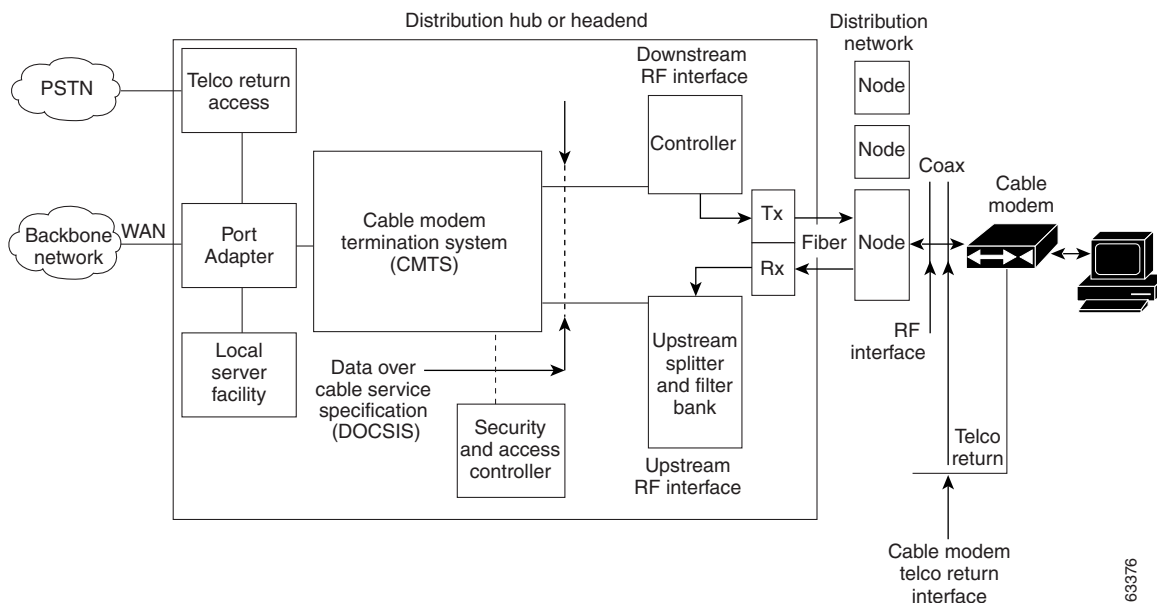 Distribution hub or headend
Distribution
network
Downstream
RF interface
PSTN
Telco return
access
Node
Controller
Node
Coax
Cable
modem
Backbone
network
WAN
Port
Adapter
Cable modem
termination system
(CMTS)
Tx
Fiber
Rx
Node
RF
interface
Local
server
facility
Data over
cable service
specification
(DOCSIS)
Upstream
splitter
and filter
bank
Security
and access
controller
Upstream
RF interface
Telco
return
Cable modem
telco return
interface
63376